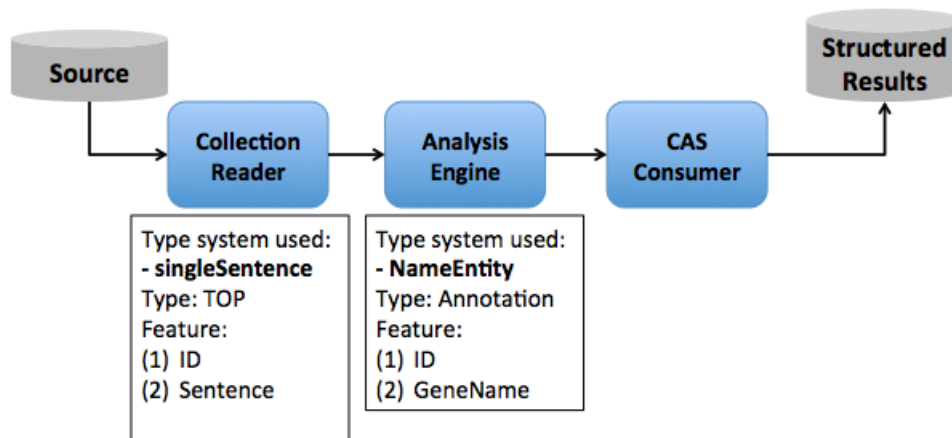 Source
Structured
Results
Collection
Reader
Analysis
Engine
CAS
Consumer
Type system used:
- singleSentence
Type: TOP
Feature:
(1) ID
(2) Sentence
Type system used:
- NameEntity
Type: Annotation
Feature:
(1) ID
(2) GeneName